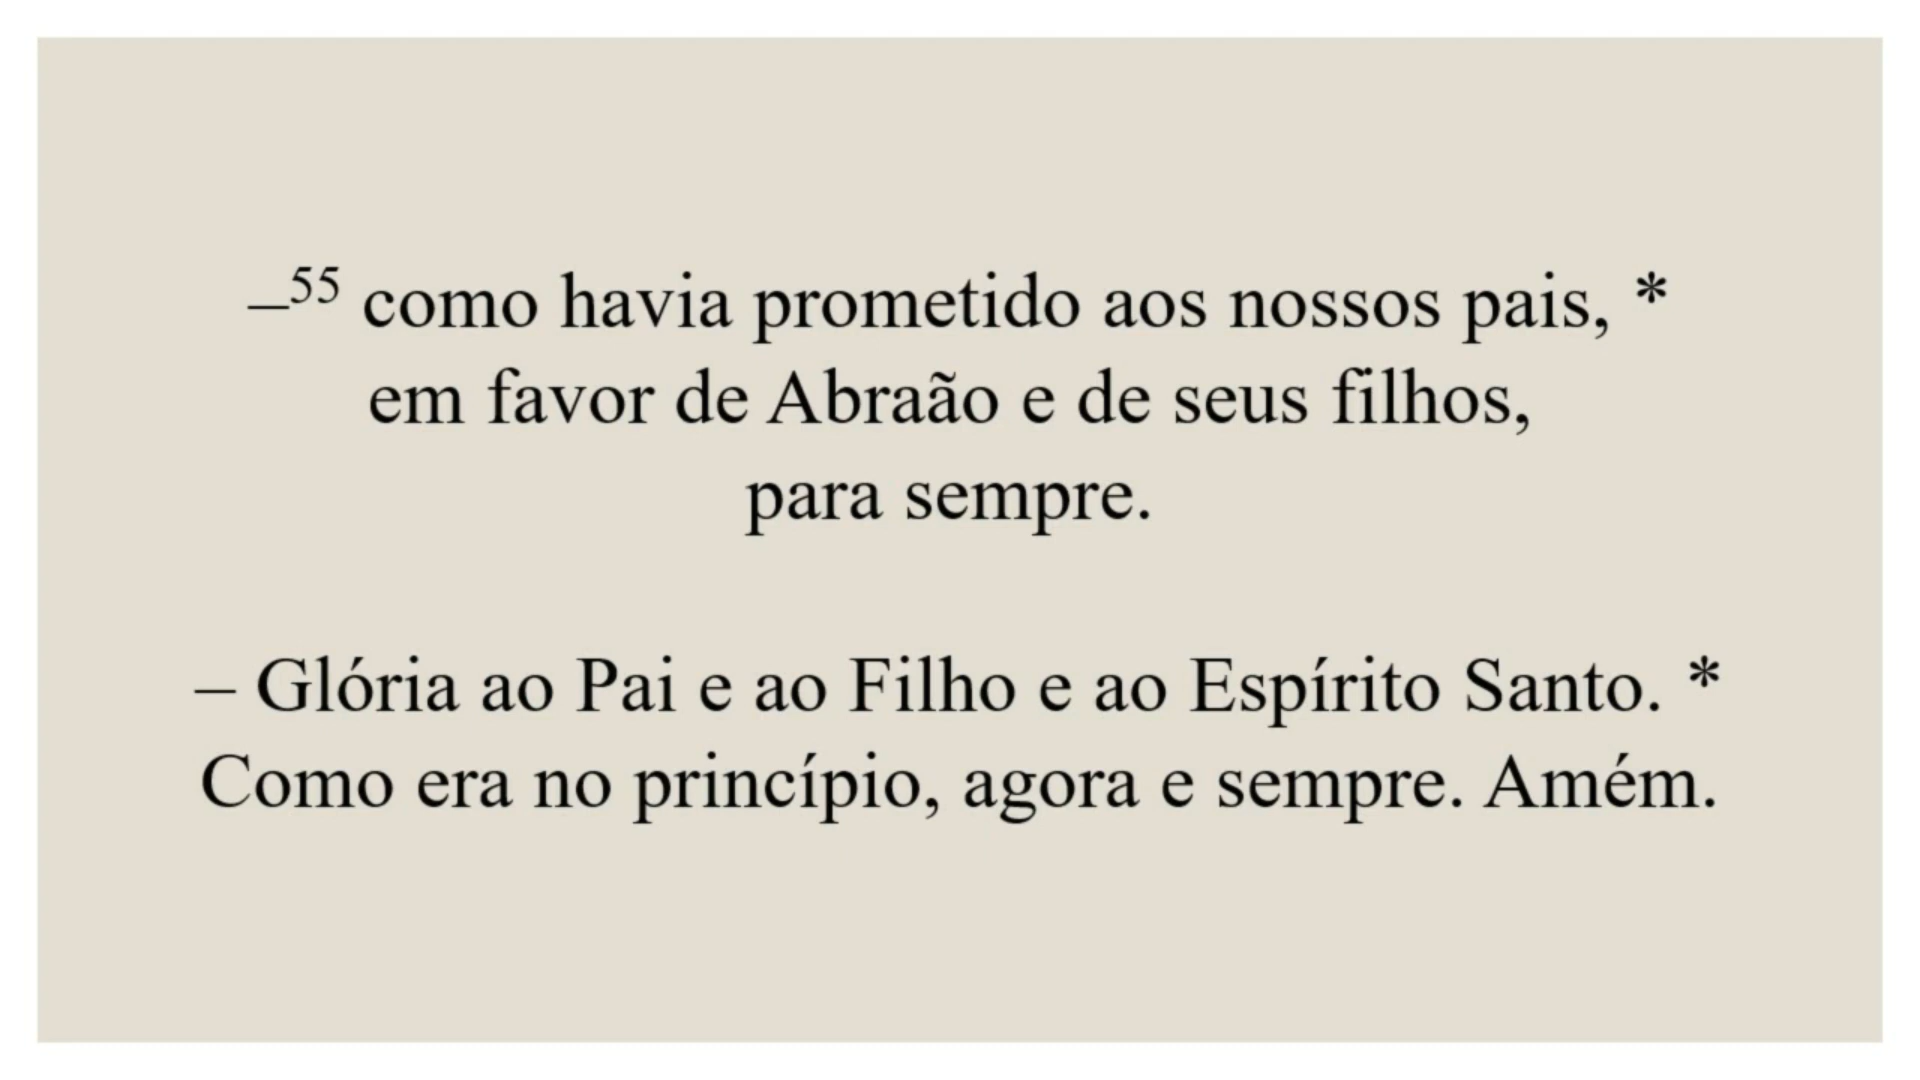 –⁵⁵ como havia prometido aos nossos pais, *
em favor de Abraão e de seus filhos,
para sempre.
– Glória ao Pai e ao Filho e ao Espírito Santo. *
Como era no princípio, agora e sempre. Amém.